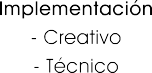 Implementación
- Creativo
- Técnico